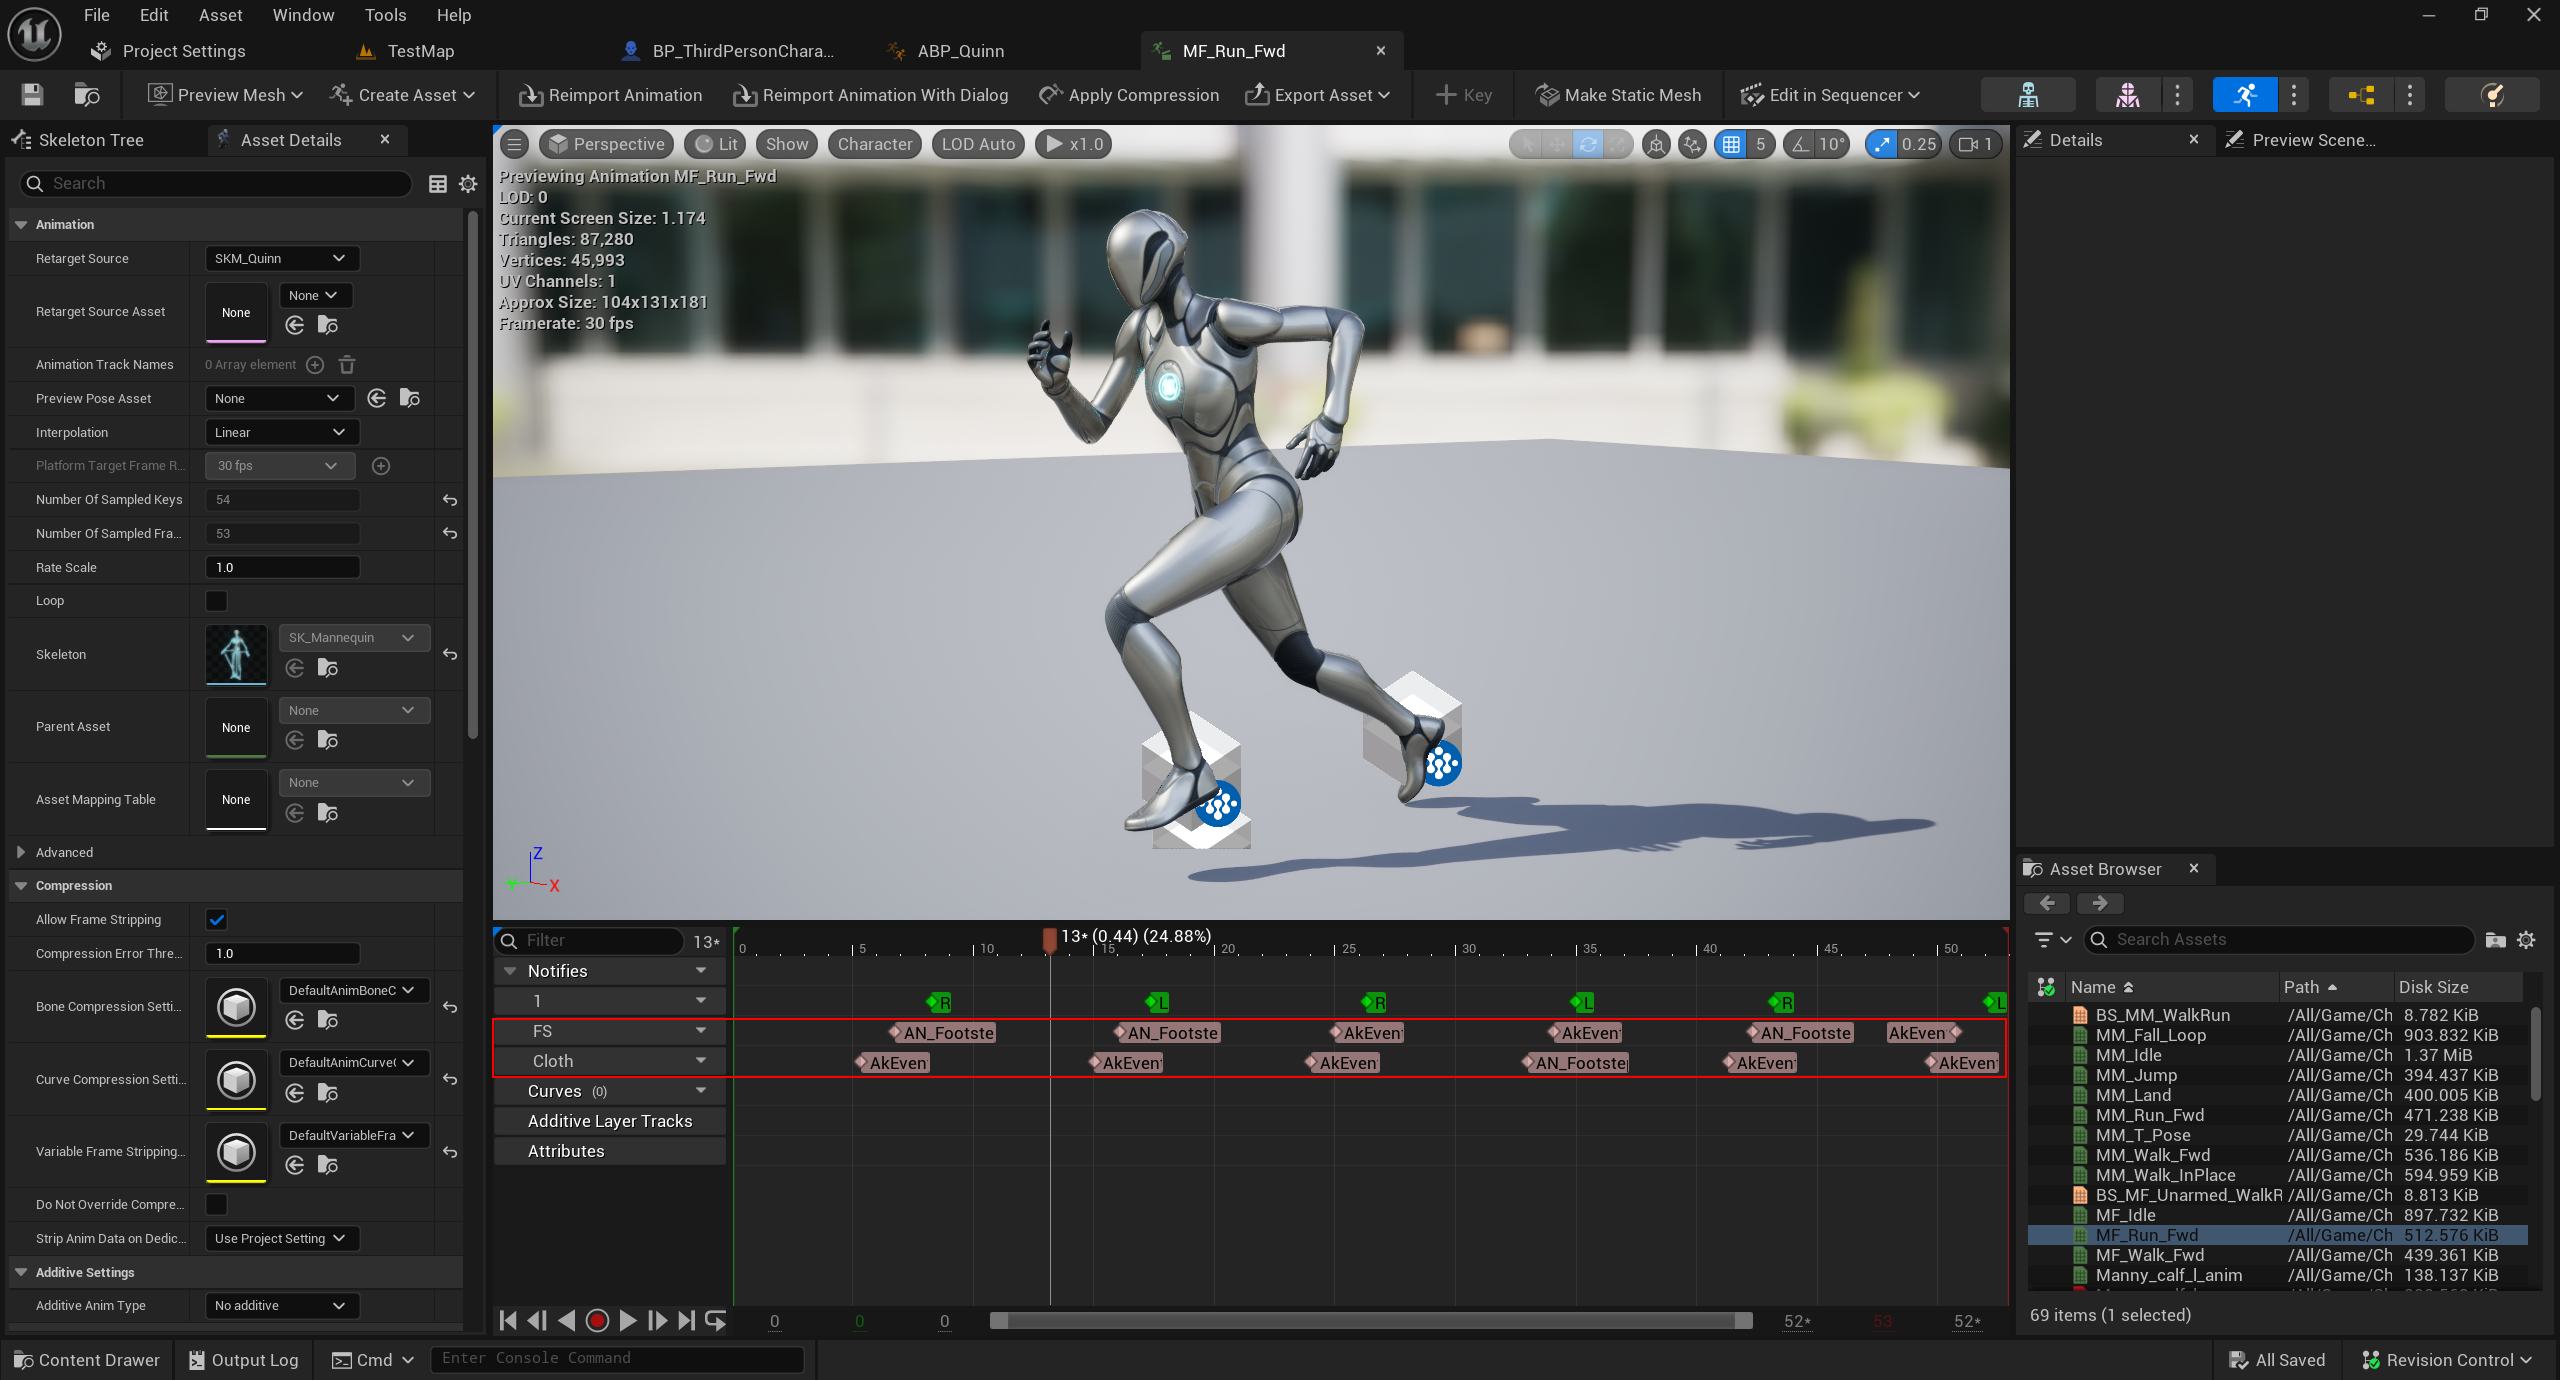 File Edit Asset Window Tools Help
Project Settings TestMap BP_ThirdPersonChara... ABP_Quinn MF_Run_Fwd
Preview Mesh Create Asset Reimport Animation Reimport Animation With Dialog Apply Compression Export Asset Key Make Static Mesh Edit in Sequencer
Skeleton Tree Asset Details
Search
Animation
Retarget Source SKM_Quinn
Retarget Source Asset None None
Animation Track Names 0 Array element
Preview Pose Asset None
Interpolation Linear
Platform Target Frame R... 30 fps
Number Of Sampled Keys 54
Number Of Sampled Fra... 53
Rate Scale 1.0
Loop
Skeleton SK_Mannequin
Parent Asset None None
Asset Mapping Table None None
Advanced
Compression
Allow Frame Stripping
Compression Error Thre... 1.0
Bone Compression Setti... DefaultAnimBoneC
Curve Compression Setti... DefaultAnimCurve
Variable Frame Stripping... DefaultVariableFra
Do Not Override Compre...
Strip Anim Data on Dedic... Use Project Setting
Additive Settings
Additive Anim Type No additive
Perspective Lit Show Character LOD Auto x1.0 5 10° 0.25 1
Previewing Animation MF_Run_Fwd
LOD: 0
Current Screen Size: 1.174
Triangles: 87,280
Vertices: 45,993
UV Channels: 1
Approx Size: 104x131x181
Framerate: 30 fps
Z
Y X
Filter 13* 13* (0.44) (24.88%)
0 5 10 15 20 25 30 35 40 45 50
Notifies
1 R L R L R L
FS AN_Footste AN_Footste AkEvent AkEven AN_Footste AkEven
Cloth AkEven AkEven AkEven AN_Footste AkEven AkEven
Curves (0)
Additive Layer Tracks
Attributes
0 0 0 52* 53 52*
Details Preview Scene...
Asset Browser
Search Assets
Name Path Disk Size
BS_MM_WalkRun /All/Game/Ch 8.782 KiB
MM_Fall_Loop /All/Game/Ch 903.832 KiB
MM_Idle /All/Game/Ch 1.37 MiB
MM_Jump /All/Game/Ch 394.437 KiB
MM_Land /All/Game/Ch 400.005 KiB
MM_Run_Fwd /All/Game/Ch 471.238 KiB
MM_T_Pose /All/Game/Ch 29.744 KiB
MM_Walk_Fwd /All/Game/Ch 536.186 KiB
MM_Walk_InPlace /All/Game/Ch 594.959 KiB
BS_MF_Unarmed_WalkR /All/Game/Ch 8.813 KiB
MF_Idle /All/Game/Ch 897.732 KiB
MF_Run_Fwd /All/Game/Ch 512.576 KiB
MF_Walk_Fwd /All/Game/Ch 439.361 KiB
Manny_calf_l_anim /All/Game/Ch 138.137 KiB
69 items (1 selected)
Content Drawer Output Log Cmd Enter Console Command All Saved Revision Control